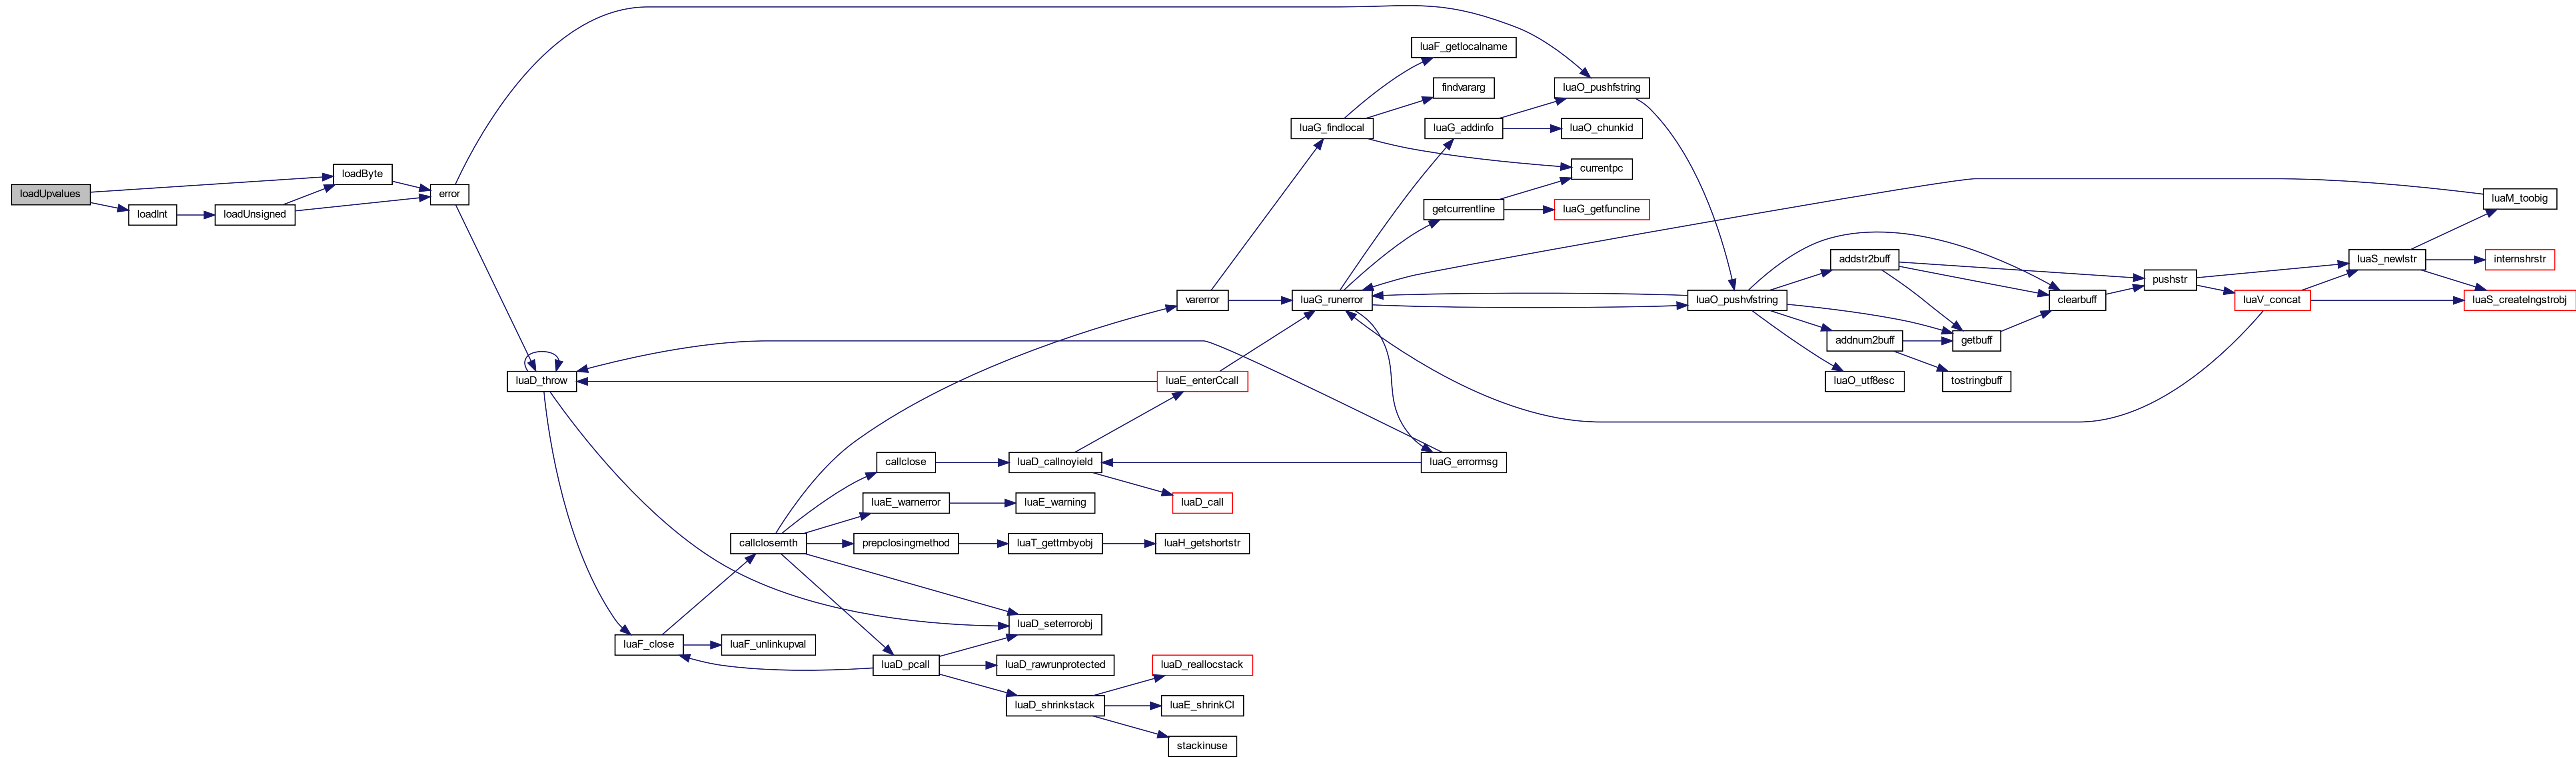 loadUpvalues
loadByte
loadInt
loadUnsigned
error
luaD_throw
luaF_close
luaF_unlinkupval
callclosemth
callclose
luaE_warnerror
prepclosingmethod
luaD_pcall
luaD_callnoyield
luaE_warning
luaT_gettmbyobj
luaD_seterrorobj
luaD_rawrunprotected
luaD_shrinkstack
varerror
luaE_enterCcall
luaD_call
luaH_getshortstr
luaD_reallocstack
luaE_shrinkCI
stackinuse
luaG_findlocal
luaG_runerror
luaF_getlocalname
findvararg
luaG_addinfo
getcurrentline
luaG_errormsg
luaO_pushfstring
luaO_chunkid
currentpc
luaG_getfuncline
luaO_pushvfstring
addstr2buff
addnum2buff
luaO_utf8esc
getbuff
tostringbuff
clearbuff
pushstr
luaV_concat
luaS_newlstr
luaM_toobig
internshrstr
luaS_createlngstrobj